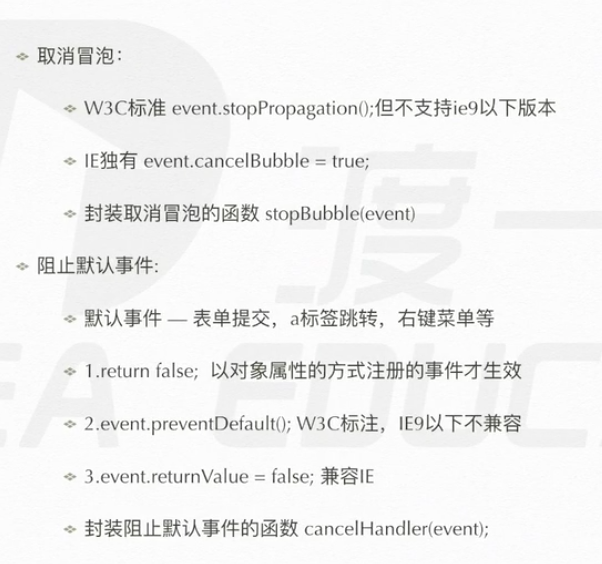 取消冒泡：
W3C标准 event.stopPropagation();但不支持ie9以下版本
IE独有 event.cancelBubble = true;
封装取消冒泡的函数 stopBubble(event)
阻止默认事件:
默认事件 — 表单提交，a标签跳转，右键菜单等
1.return false; 以对象属性的方式注册的事件才生效
2.event.preventDefault(); W3C标注，IE9以下不兼容
3.event.returnValue = false; 兼容IE
封装阻止默认事件的函数 cancelHandler(event);
渡一
EA EDUC